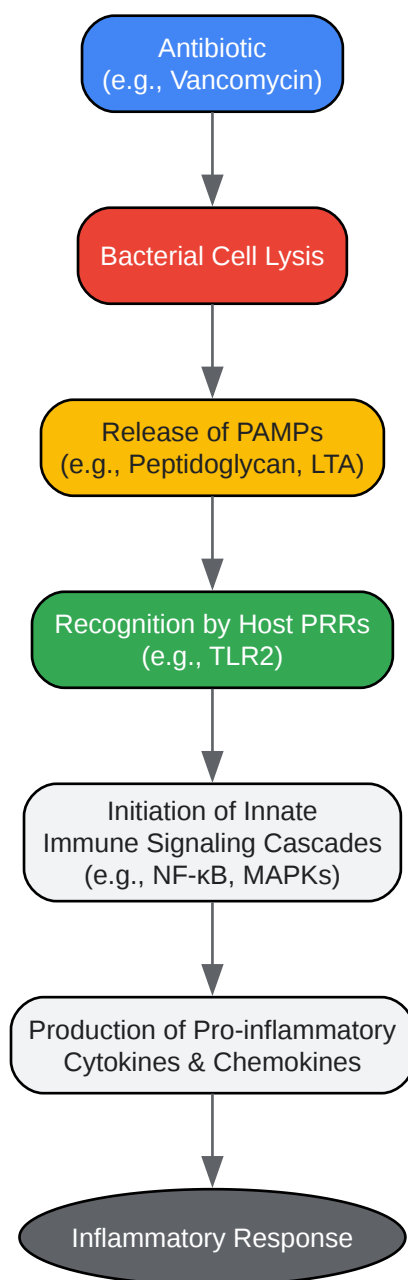 Antibiotic
(e.g., Vancomycin)
Bacterial Cell Lysis
Release of PAMPs
(e.g., Peptidoglycan, LTA)
Recognition by Host PRRs
(e.g., TLR2)
Initiation of Innate
Immune Signaling Cascades
(e.g., NF-κB, MAPKs)
Production of Pro-inflammatory
Cytokines & Chemokines
Inflammatory Response